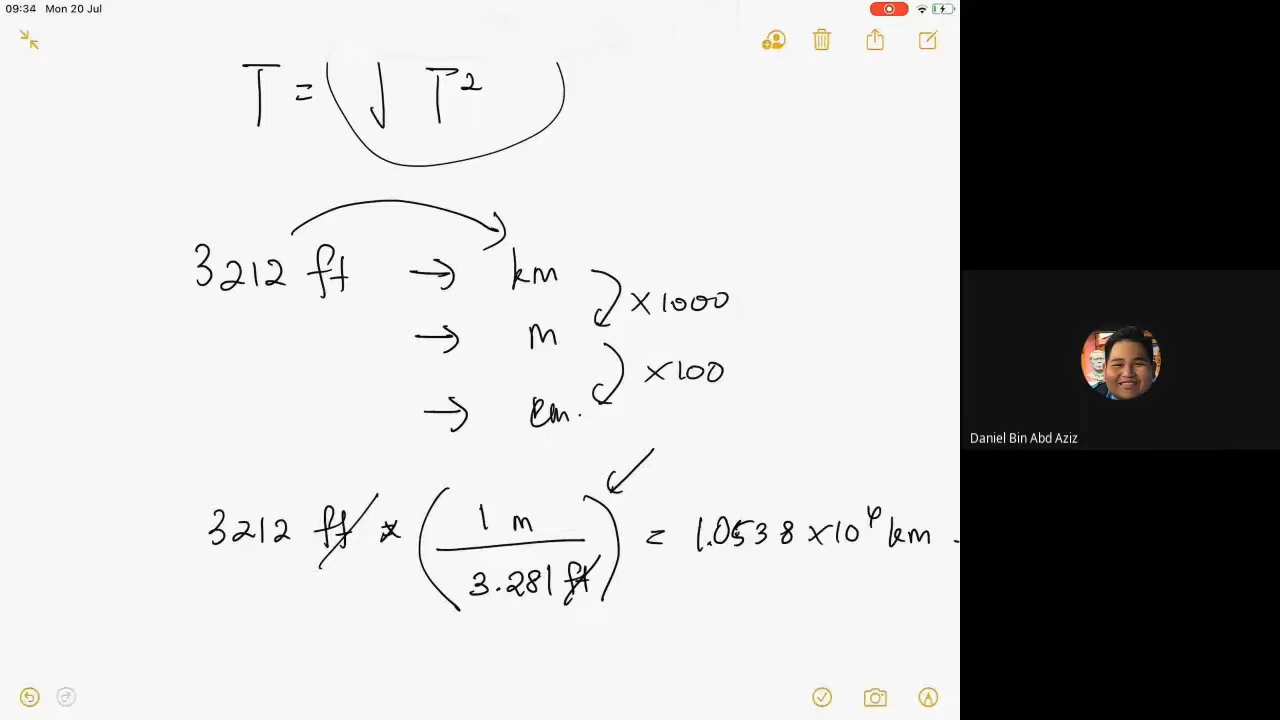 09:34 Mon 20 Jul
T = √ T²
3212 ft → km
×1000
→ m
×100
→ cm.
3212 ft * ( 1 m / 3.281 ft ) = 1.0538 ×10⁴ km
Daniel Bin Abd Aziz